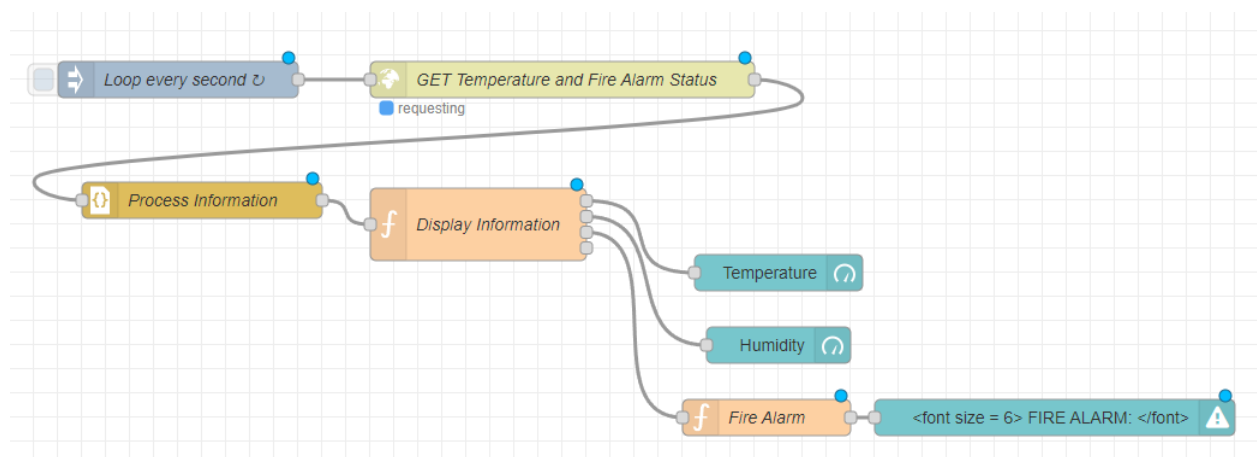 Loop every second ↻
GET Temperature and Fire Alarm Status
requesting
Process Information
Display Information
Temperature
Humidity
Fire Alarm
<font size = 6> FIRE ALARM: </font>